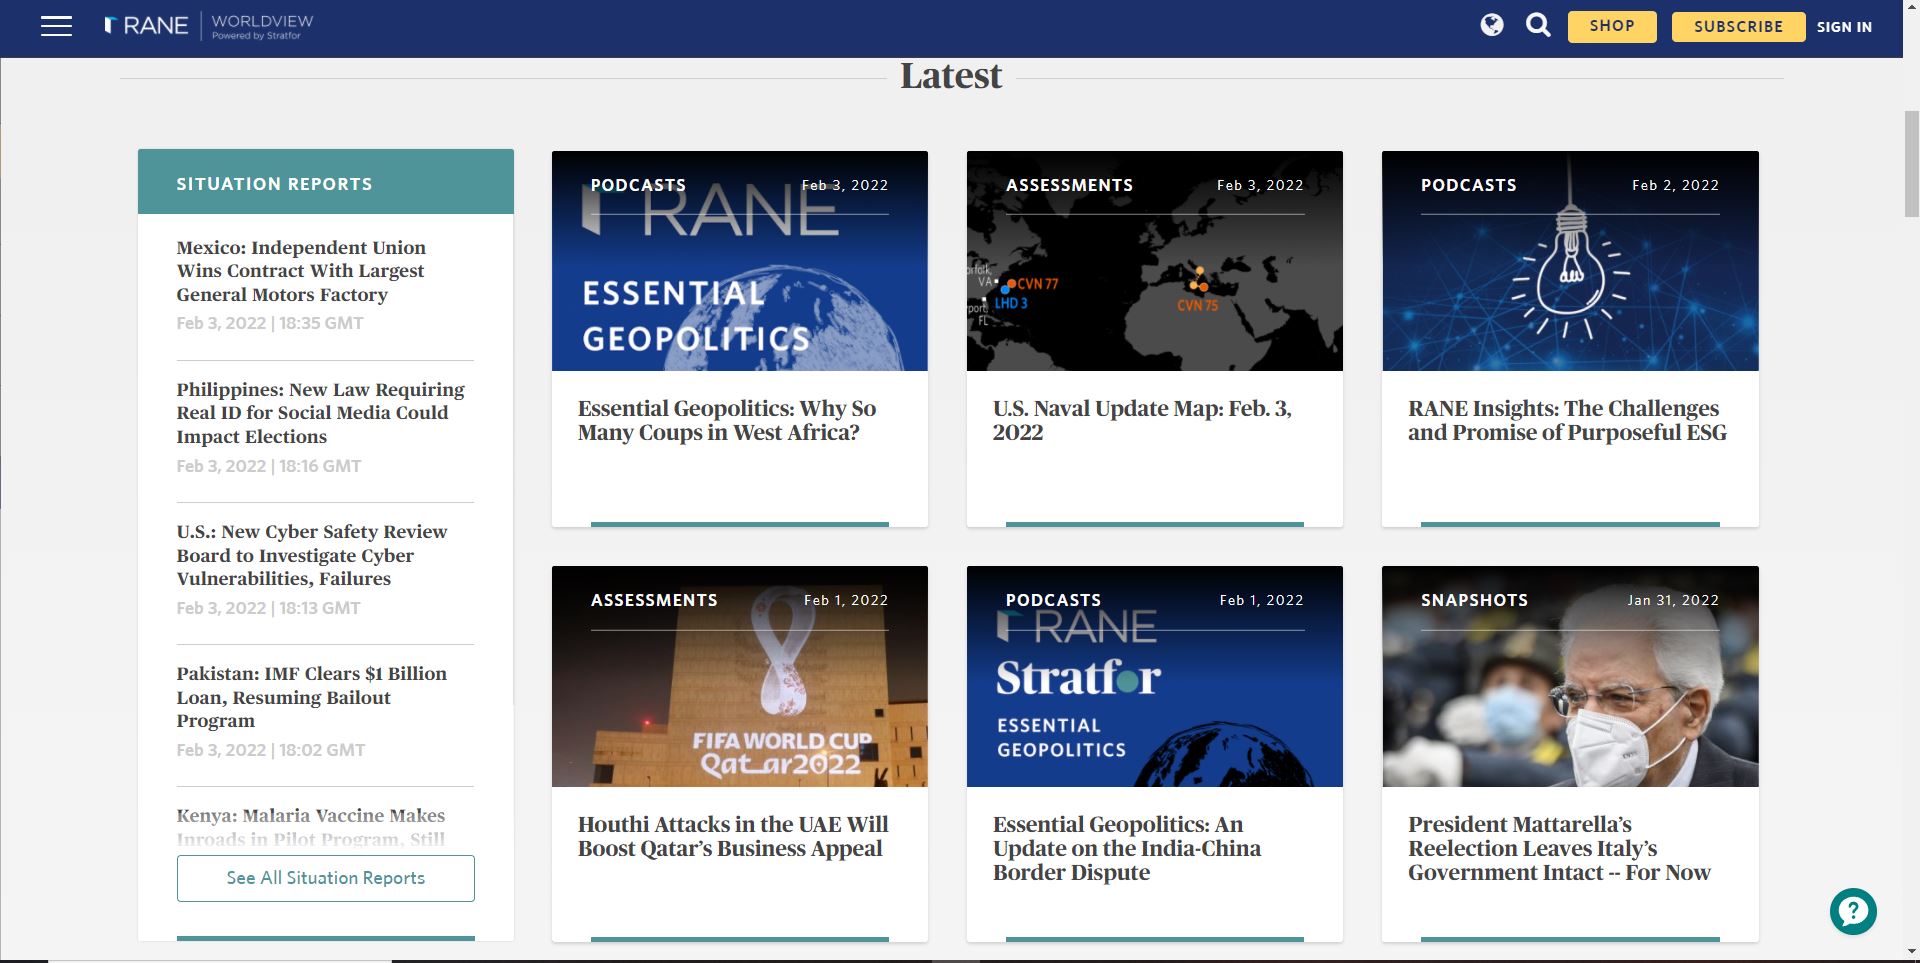 RANE
WORLDVIEW
Powered by Stratfor
SHOP
SUBSCRIBE
SIGN IN
Latest
SITUATION REPORTS
Mexico: Independent Union
Wins Contract With Largest
General Motors Factory
Feb 3, 2022 | 18:35 GMT
Philippines: New Law Requiring
Real ID for Social Media Could
Impact Elections
Feb 3, 2022 | 18:16 GMT
U.S.: New Cyber Safety Review
Board to Investigate Cyber
Vulnerabilities, Failures
Feb 3, 2022 | 18:13 GMT
Pakistan: IMF Clears $1 Billion
Loan, Resuming Bailout
Program
Feb 3, 2022 | 18:02 GMT
Kenya: Malaria Vaccine Makes
Inroads in Pilot Program, Still
See All Situation Reports
PODCASTS
Feb 3, 2022
RANE
ESSENTIAL
GEOPOLITICS
Essential Geopolitics: Why So
Many Coups in West Africa?
ASSESSMENTS
Feb 3, 2022
VA
CVN 77
LHD 3
FL
CVN 75
U.S. Naval Update Map: Feb. 3,
2022
PODCASTS
Feb 2, 2022
RANE Insights: The Challenges
and Promise of Purposeful ESG
ASSESSMENTS
Feb 1, 2022
FIFA WORLD CUP
Qatar2022
Houthi Attacks in the UAE Will
Boost Qatar's Business Appeal
PODCASTS
Feb 1, 2022
RANE
Stratfor
ESSENTIAL
GEOPOLITICS
Essential Geopolitics: An
Update on the India-China
Border Dispute
SNAPSHOTS
Jan 31, 2022
President Mattarella's
Reelection Leaves Italy's
Government Intact -- For Now
?